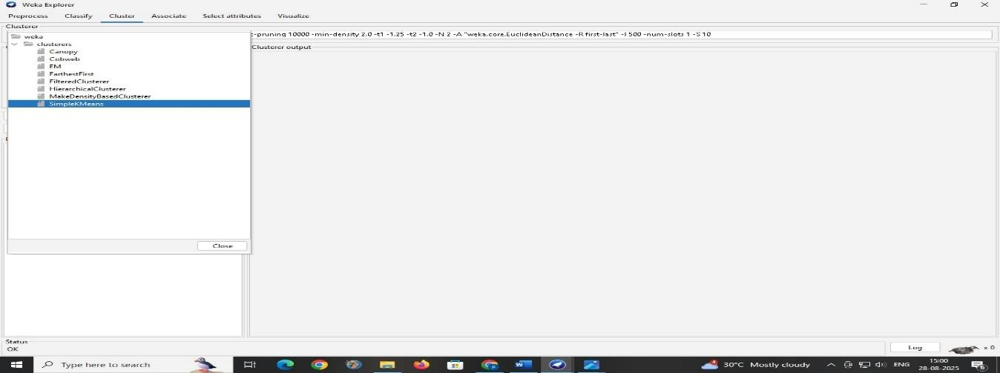 Weka Explorer
Preprocess Classify Cluster Associate Select attributes Visualize
Clusterer
weka
clusterers
Canopy
Cobweb
EM
FarthestFirst
FilteredClusterer
HierarchicalClusterer
MakeDensityBasedClusterer
SimpleKMeans
Close
c-pruning 10000 -min-density 2.0 -t1 -1.25 -t2 -1.0 -N 2 -A "weka.core.EuclideanDistance -R first-last" -I 500 -num-slots 1 -S 10
Clusterer output
Status
OK
Log
x 0
Type here to search
30°C Mostly cloudy
ENG
15:00
28-08-2025
6